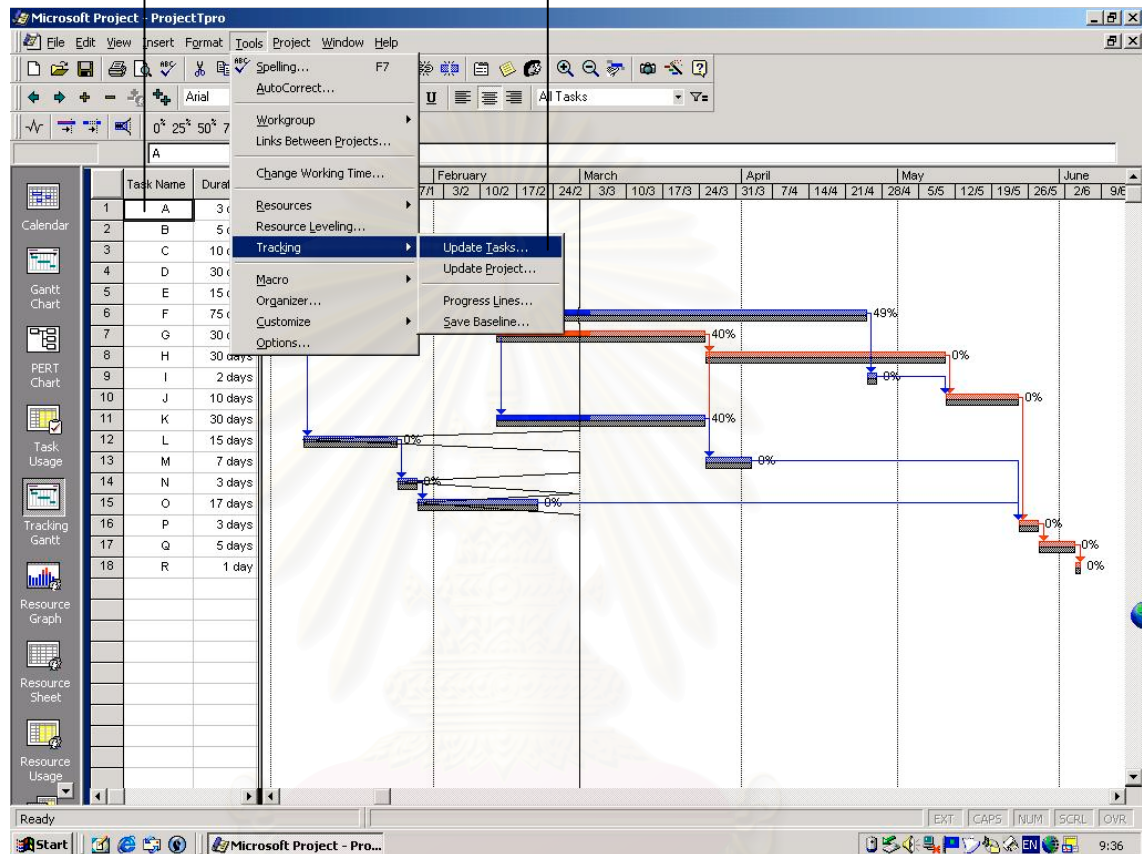 Microsoft Project - ProjectTpro
File Edit View Insert Format Tools Project Window Help
Spelling... F7
AutoCorrect...
Workgroup
Links Between Projects...
Change Working Time...
Resources
Resource Leveling...
Tracking
Macro
Organizer...
Customize
Options...
Update Tasks...
Update Project...
Progress Lines...
Save Baseline...
Arial
U
All Tasks
0% 25% 50%
A
Task Name
February March April May June
3/2 10/2 17/2 24/2 3/3 10/3 17/3 24/3 31/3 7/4 14/4 21/4 28/4 5/5 12/5 19/5 26/5 2/6
1 A 3
2 B 5
3 C 10
4 D 30
5 E 15
6 F 75 49%
7 G 30 40%
8 H 30 days 0%
9 I 2 days 0%
10 J 10 days 0%
11 K 30 days 40%
12 L 15 days 0%
13 M 7 days 0%
14 N 3 days 0%
15 O 17 days 0%
16 P 3 days 0%
17 Q 5 days 0%
18 R 1 day 0%
Calendar
Gantt
Chart
PERT
Chart
Task
Usage
Tracking
Gantt
Resource
Graph
Resource
Sheet
Resource
Usage
Ready
EXT CAPS NUM SCRL OVR
Start
Microsoft Project - Pro...
EN
9:36